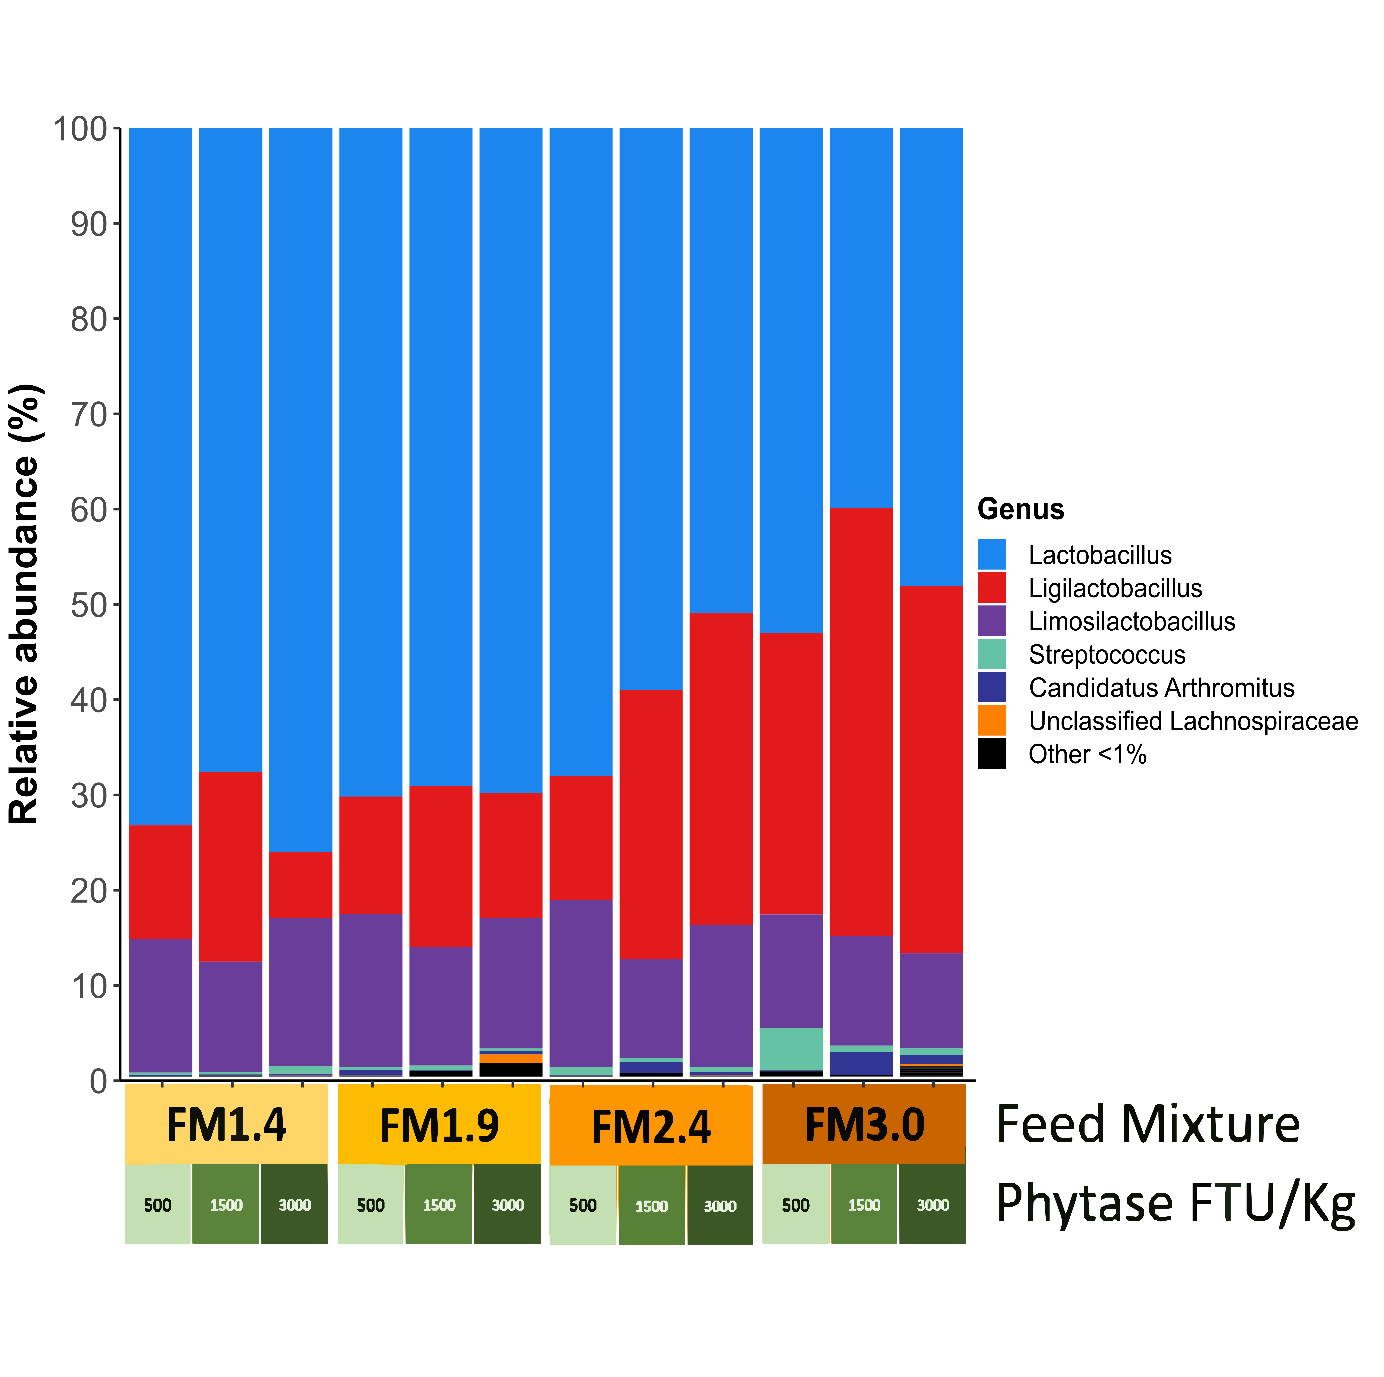 100
90
80
70
60
50
40
30
20
10
0
Relative abundance (%)
Genus
Lactobacillus
Ligilactobacillus
Limosilactobacillus
Streptococcus
Candidatus Arthromitus
Unclassified Lachnospiraceae
Other <1%
FM1.4 FM1.9 FM2.4 FM3.0 Feed Mixture
500 1500 3000 500 1500 3000 500 1500 3000 500 1500 3000 Phytase FTU/Kg